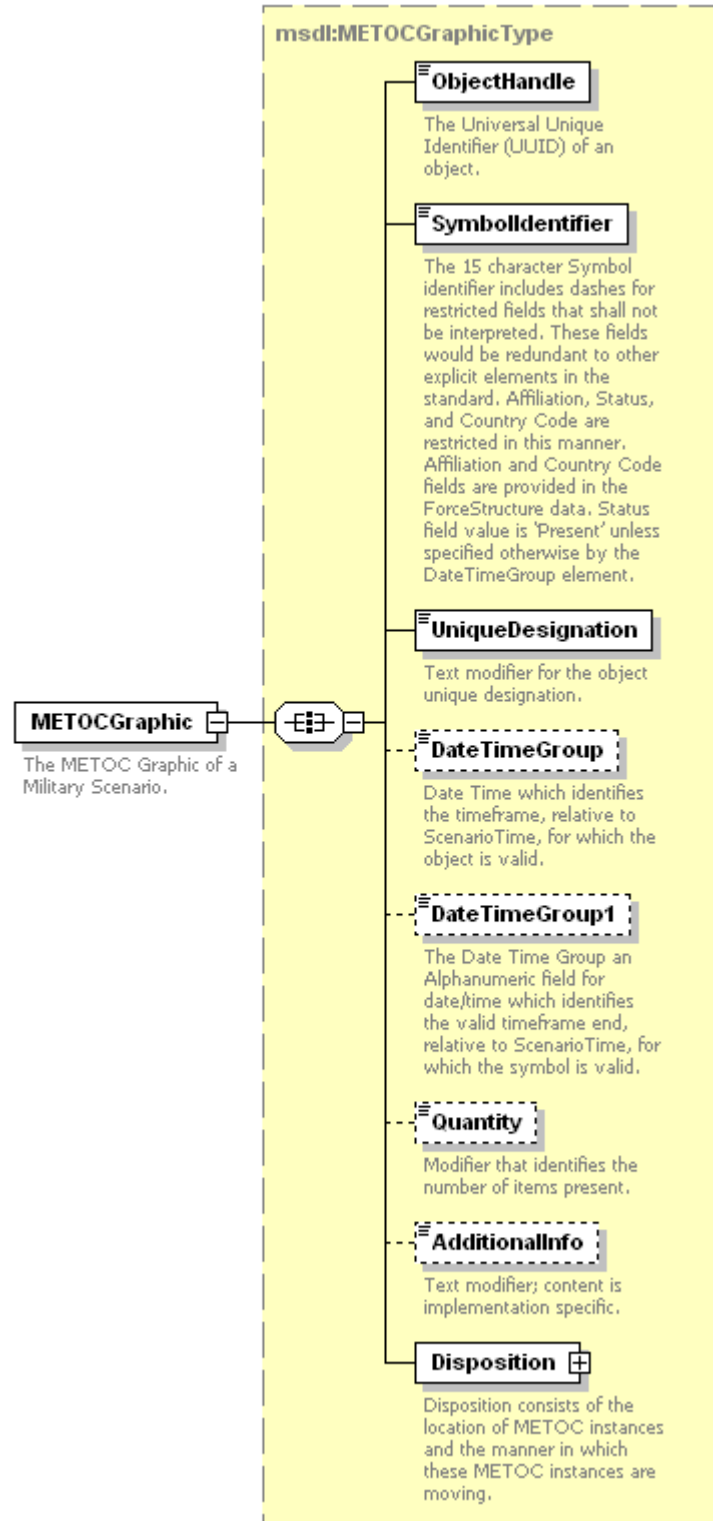 msdl:METOCGraphicType
ObjectHandle
The Universal Unique
Identifier (UUID) of an
object.
SymbolIdentifier
The 15 character Symbol
identifier includes dashes for
restricted fields that shall not
be interpreted. These fields
would be redundant to other
explicit elements in the
standard. Affiliation, Status,
and Country Code are
restricted in this manner.
Affiliation and Country Code
fields are provided in the
ForceStructure data. Status
field value is 'Present' unless
specified otherwise by the
DateTimeGroup element.
UniqueDesignation
Text modifier for the object
unique designation.
METOCGraphic
The METOC Graphic of a
Military Scenario.
DateTimeGroup
Date Time which identifies
the timeframe, relative to
ScenarioTime, for which the
object is valid.
DateTimeGroup1
The Date Time Group an
Alphanumeric field for
date/time which identifies
the valid timeframe end,
relative to ScenarioTime, for
which the symbol is valid.
Quantity
Modifier that identifies the
number of items present.
AdditionalInfo
Text modifier; content is
implementation specific.
Disposition
Disposition consists of the
location of METOC instances
and the manner in which
these METOC instances are
moving.